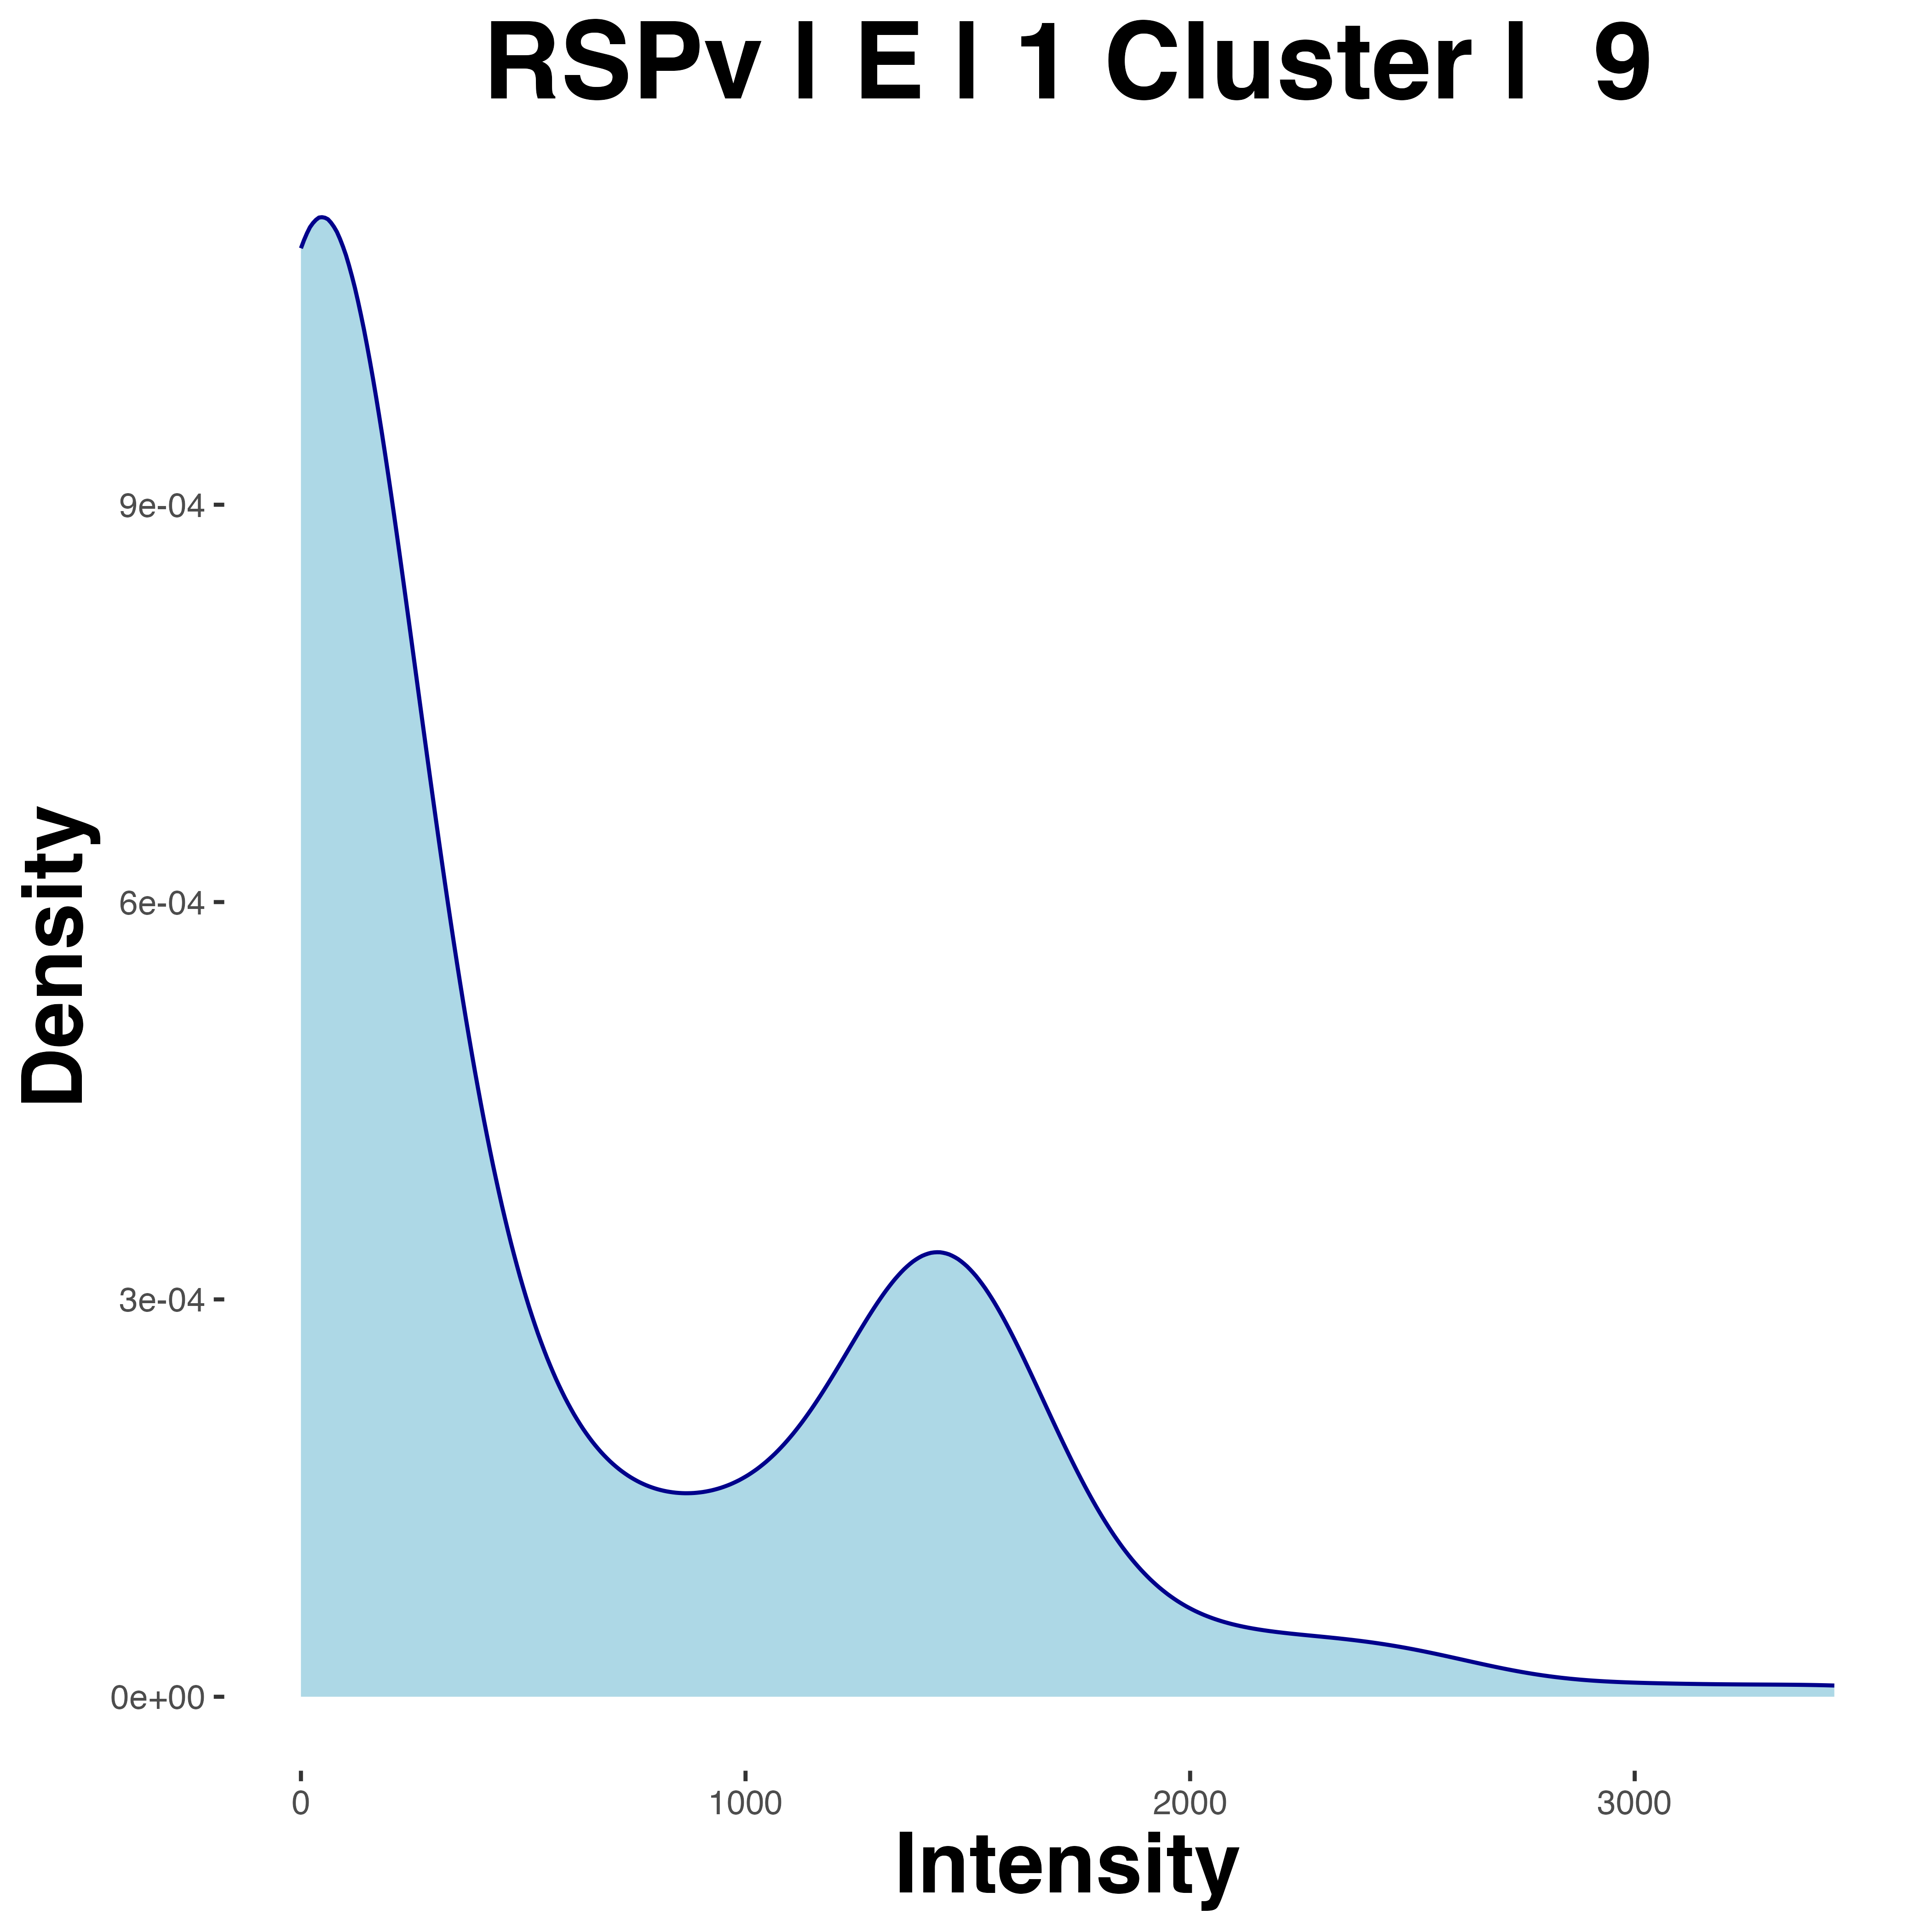 RSPv | E | 1 Cluster |  9
Density
9e-04
6e-04
3e-04
0e+00
0 1000 2000 3000
Intensity